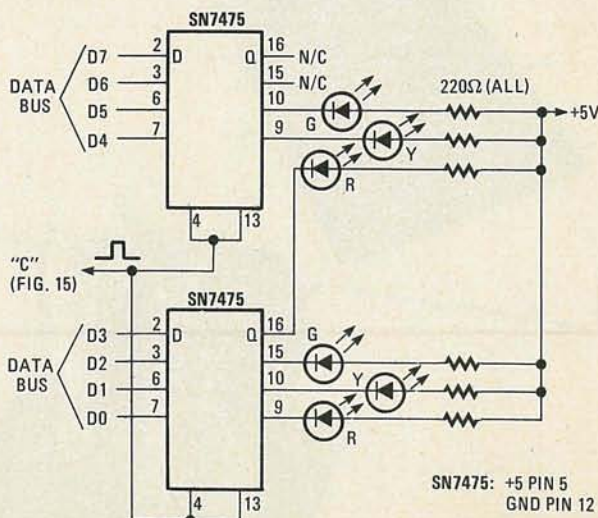 SN7475
D7 2 D Q 16 N/C
D6 3 15 N/C
DATA BUS
D5 6 10 G 220Ω (ALL) +5V
D4 7 9 Y
R
4 13
"C"
(FIG. 15)
SN7475
D3 2 D Q 16
D2 3 15 G
DATA BUS
D1 6 10 Y
D0 7 9 R
4 13
SN7475: +5 PIN 5
GND PIN 12